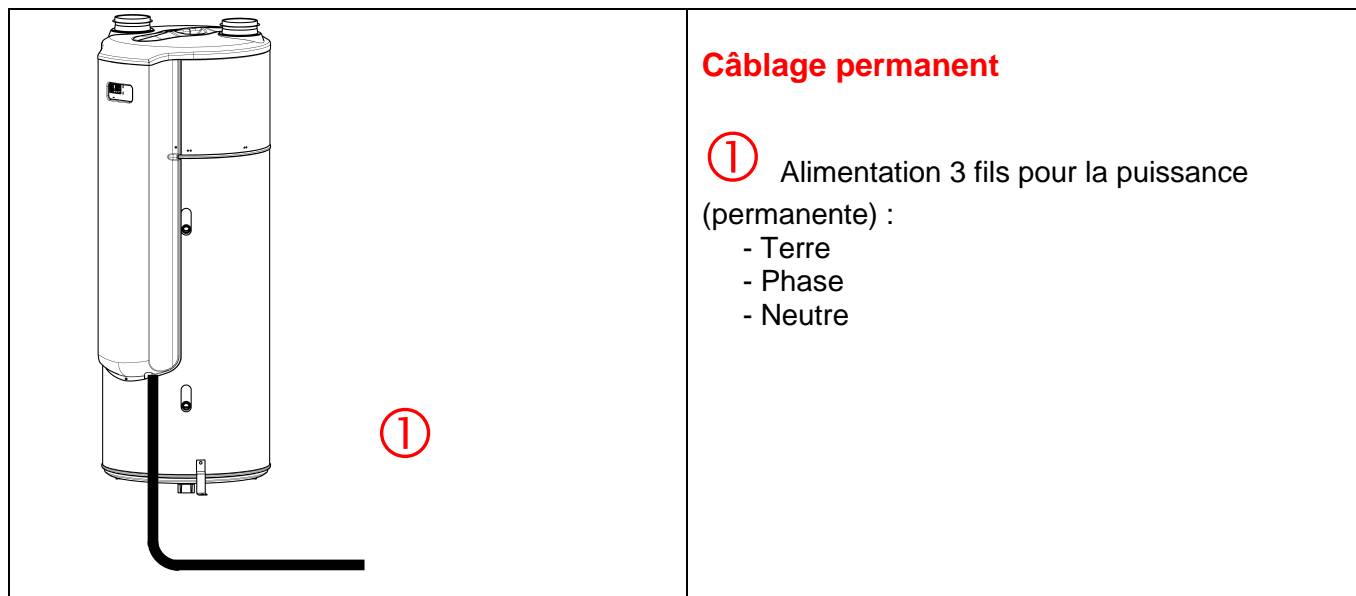 Câblage permanent
① Alimentation 3 fils pour la puissance
(permanente) :
- Terre
- Phase
- Neutre
①